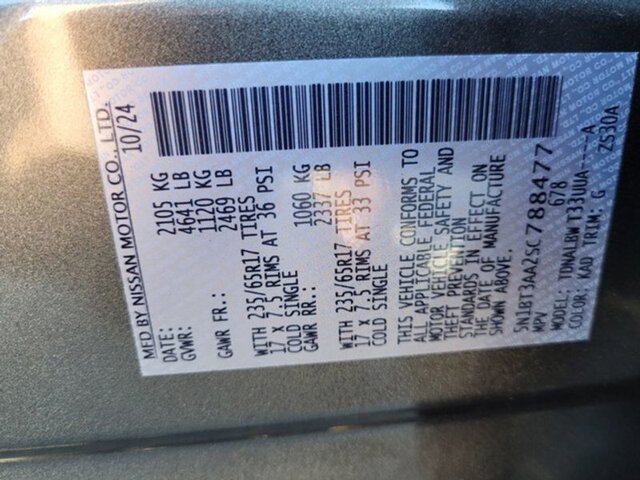 MFD BY NISSAN MOTOR CO., LTD.
DATE: 10/24
GVWR: 2105 KG
4641 LB
GAWR FR.: 1120 KG
2469 LB
WITH 235/65R17 TIRES
17 X 7.5 RIMS AT 36 PSI
COLD SINGLE
GAWR RR.: 1060 KG
2337 LB
WITH 235/65R17 TIRES
17 X 7.5 RIMS AT 33 PSI
COLD SINGLE
THIS VEHICLE CONFORMS TO
ALL APPLICABLE FEDERAL
MOTOR VEHICLE SAFETY AND
THEFT PREVENTION
STANDARDS IN EFFECT ON
THE DATE OF MANUFACTURE
SHOWN ABOVE.
5N1BT3AA2SC788477
MPV 678
MODEL: TDNALBWT33UUA----A
COLOR: KAD TRIM: G ZS30A